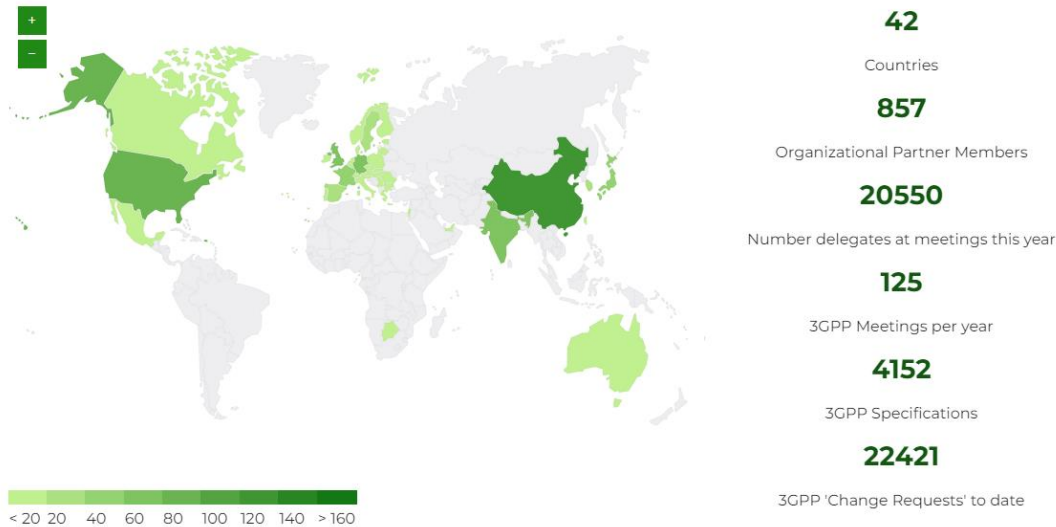 +
−
42
Countries
857
Organizational Partner Members
20550
Number delegates at meetings this year
125
3GPP Meetings per year
4152
3GPP Specifications
22421
3GPP 'Change Requests' to date
< 20 20 40 60 80 100 120 140 > 160